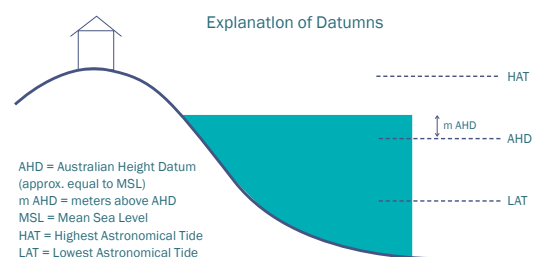 Explanation of Datumns
HAT
m AHD
AHD
LAT
AHD = Australian Height Datum
(approx. equal to MSL)
m AHD = meters above AHD
MSL = Mean Sea Level
HAT = Highest Astronomical Tide
LAT = Lowest Astronomical Tide